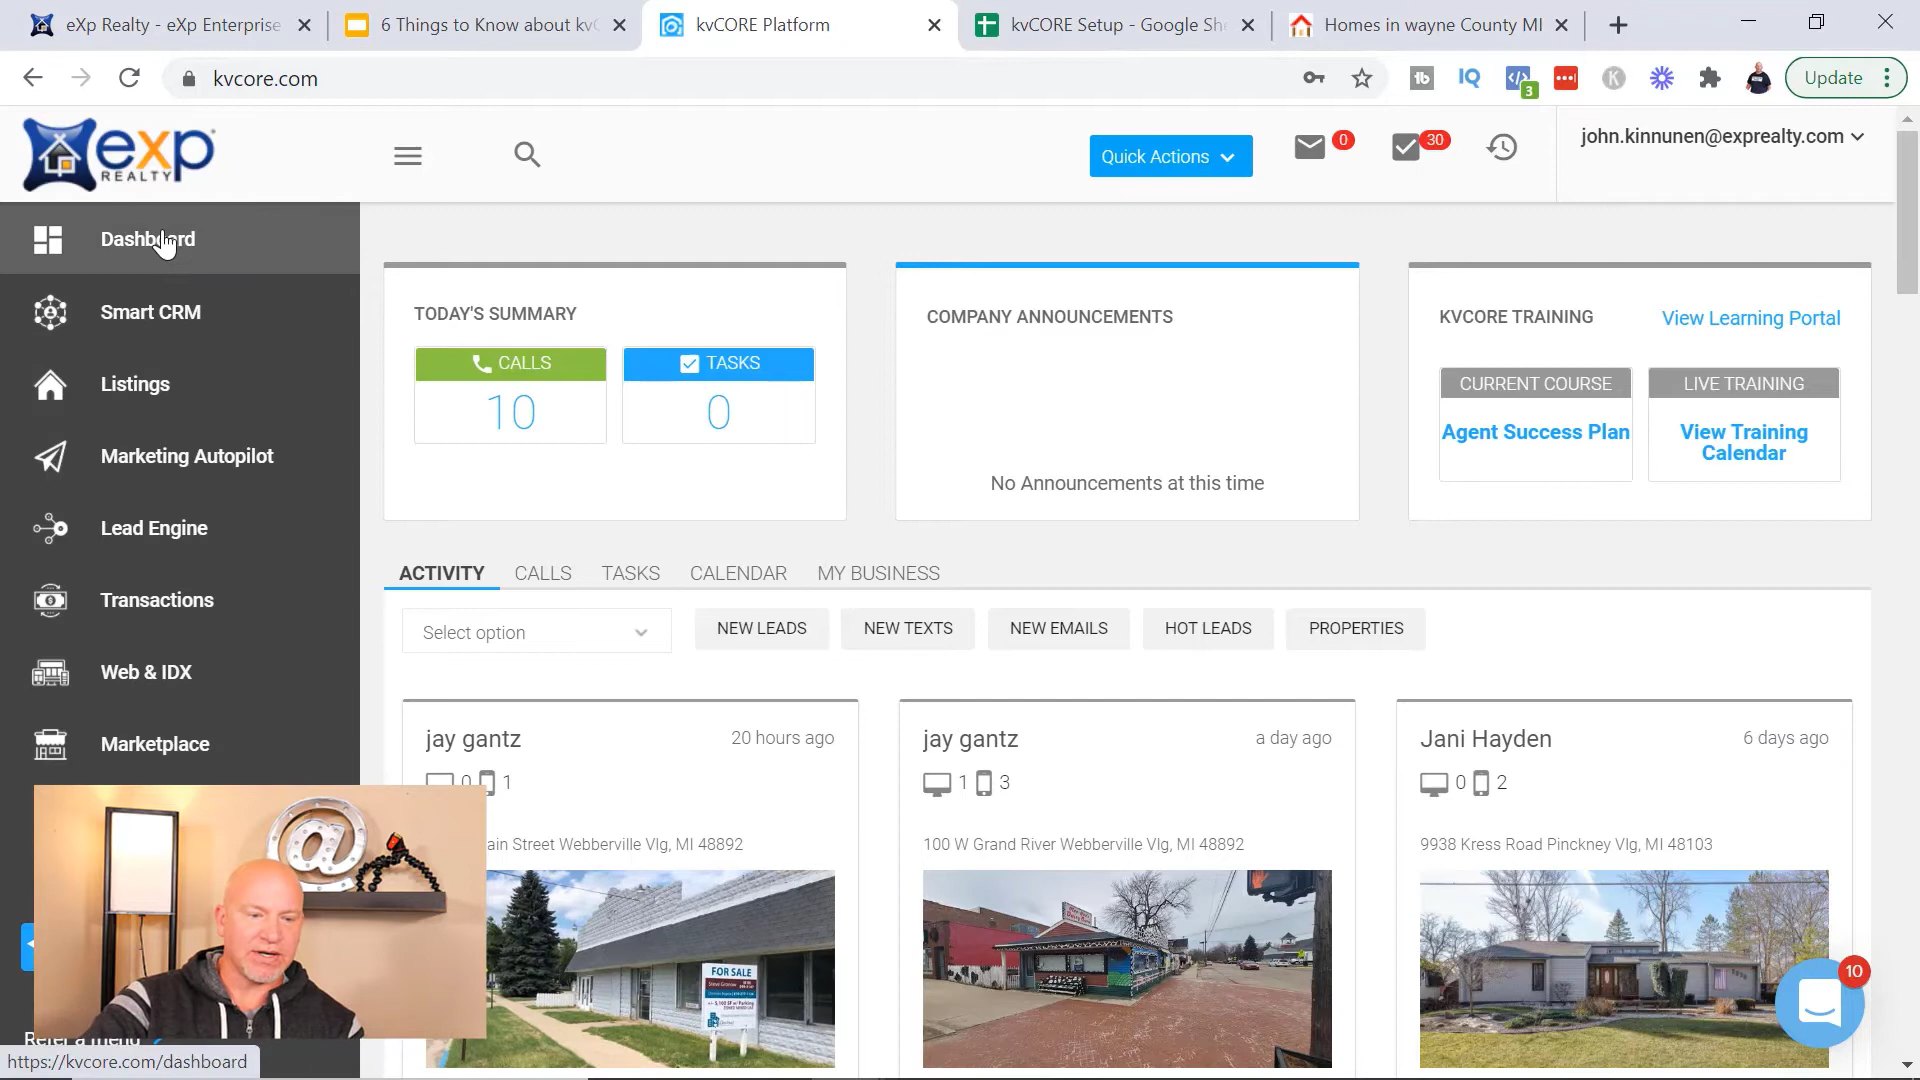 eXp Realty - eXp Enterprise
6 Things to Know about kvC
kvCORE Platform
kvCORE Setup - Google She
Homes in wayne County MI
kvcore.com
tb
IQ
3
K
Update
exp
REALTY
Quick Actions
0
30
john.kinnunen@exprealty.com
Dashboard
Smart CRM
Listings
Marketing Autopilot
Lead Engine
Transactions
Web & IDX
Marketplace
TODAY'S SUMMARY
CALLS
TASKS
10
0
COMPANY ANNOUNCEMENTS
No Announcements at this time
KVCORE TRAINING
View Learning Portal
CURRENT COURSE
LIVE TRAINING
Agent Success Plan
View Training
Calendar
ACTIVITY CALLS TASKS CALENDAR MY BUSINESS
Select option
NEW LEADS
NEW TEXTS
NEW EMAILS
HOT LEADS
PROPERTIES
jay gantz
20 hours ago
0 1
ain Street Webberville Vlg, MI 48892
FOR SALE
jay gantz
a day ago
1 3
100 W Grand River Webberville Vlg, MI 48892
Jani Hayden
6 days ago
0 2
9938 Kress Road Pinckney Vlg, MI 48103
@
10
https://kvcore.com/dashboard